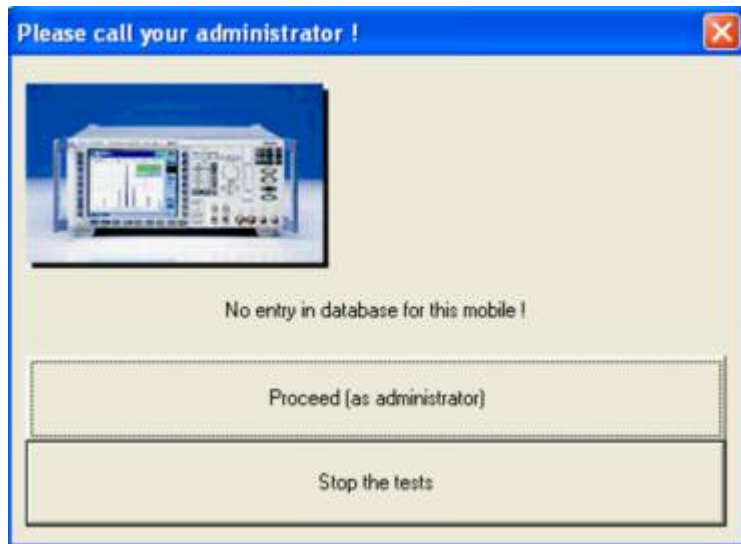 Please call your administrator !
No entry in database for this mobile !
Proceed (as administrator)
Stop the tests